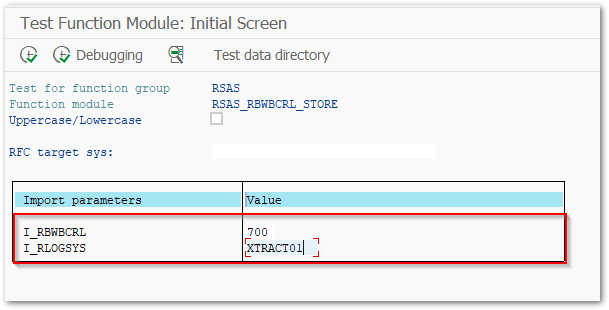 Test Function Module: Initial Screen
Debugging Test data directory
Test for function group RSAS
Function module RSAS_RBWBCRL_STORE
Uppercase/Lowercase
RFC target sys:
Import parameters Value
I_RBWBCRL 700
I_RLOGSYS XTRACT01